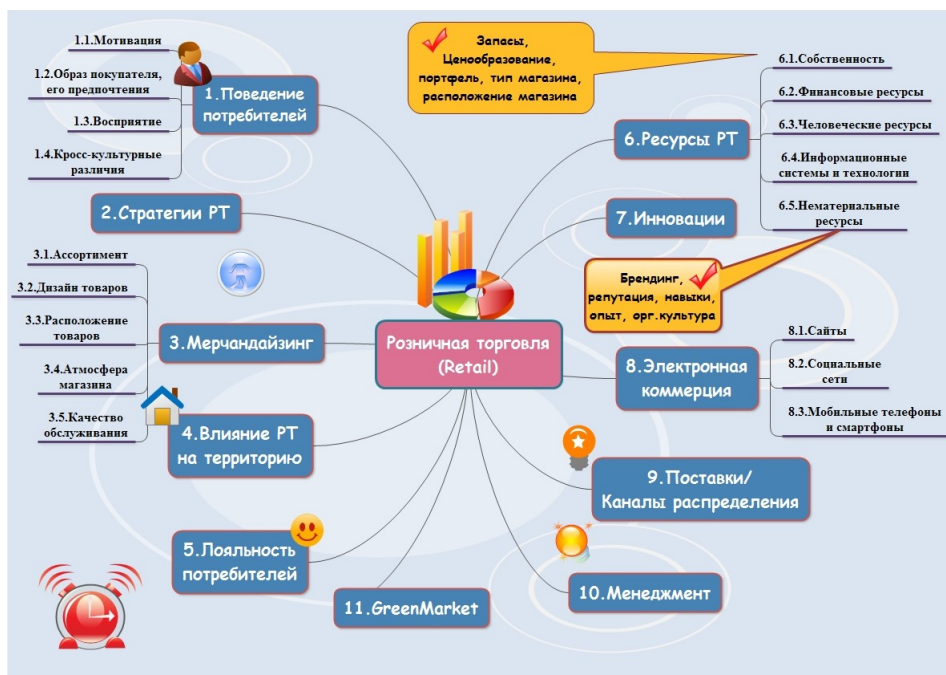 Розничная торговля
(Retail)
1.Поведение
потребителей
1.1.Мотивация
1.2.Образ покупателя,
его предпочтения
1.3.Восприятие
1.4.Кросс-культурные
различия
2.Стратегии РТ
3.Мерчандайзинг
3.1.Ассортимент
3.2.Дизайн товаров
3.3.Расположение
товаров
3.4.Атмосфера
магазина
3.5.Качество
обслуживания
4.Влияние РТ
на территорию
5.Лояльность
потребителей
6.Ресурсы РТ
Запасы,
Ценообразование,
портфель, тип магазина,
расположение магазина
6.1.Собственность
6.2.Финансовые ресурсы
6.3.Человеческие ресурсы
6.4.Информационные
системы и технологии
6.5.Нематериальные
ресурсы
Брендинг,
репутация, навыки,
опыт, орг.культура
7.Инновации
8.Электронная
коммерция
8.1.Сайты
8.2.Социальные
сети
8.3.Мобильные телефоны
и смартфоны
9.Поставки/
Каналы распределения
10.Менеджмент
11.GreenMarket